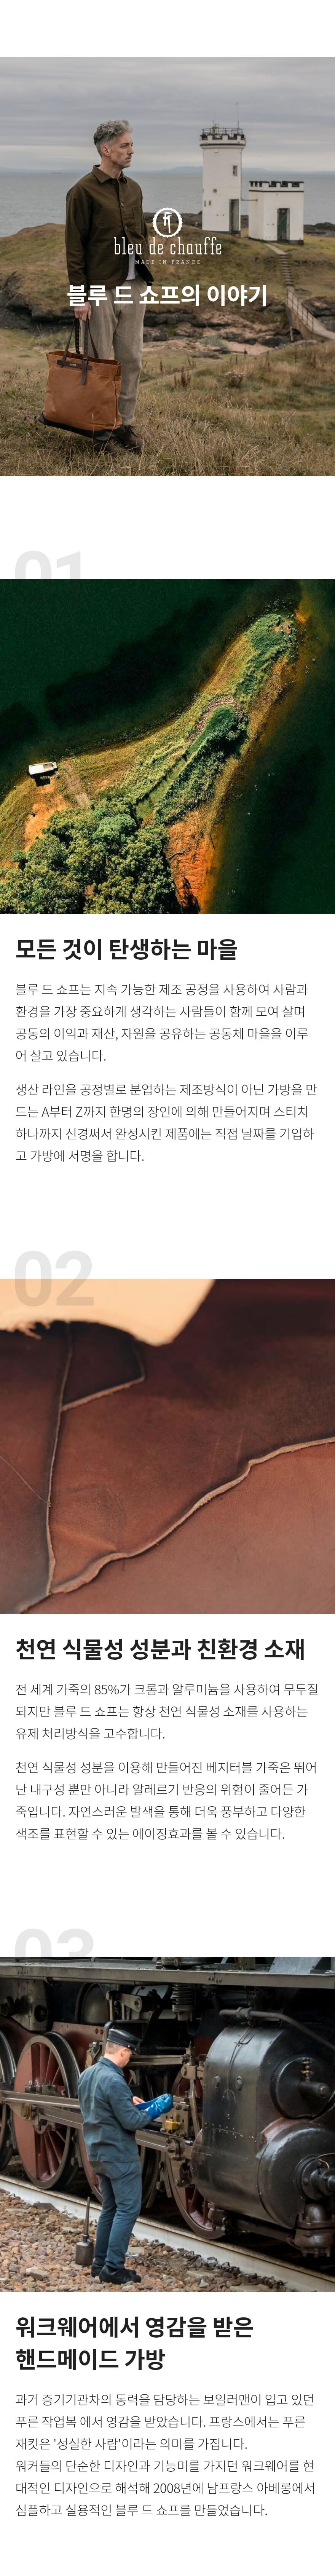 bleu de chauffe
MADE IN FRANCE
블루 드 쇼프의 이야기
01
모든 것이 탄생하는 마을
블루 드 쇼프는 지속 가능한 제조 공정을 사용하여 사람과
환경을 가장 중요하게 생각하는 사람들이 함께 모여 살며
공동의 이익과 재산, 자원을 공유하는 공동체 마을을 이루
어 살고 있습니다.
생산 라인을 공정별로 분업하는 제조방식이 아닌 가방을 만
드는 A부터 Z까지 한명의 장인에 의해 만들어지며 스티치
하나까지 신경써서 완성시킨 제품에는 직접 날짜를 기입하
고 가방에 서명을 합니다.
02
천연 식물성 성분과 친환경 소재
전 세계 가죽의 85%가 크롬과 알루미늄을 사용하여 무두질
되지만 블루 드 쇼프는 항상 천연 식물성 소재를 사용하는
유제 처리방식을 고수합니다.
천연 식물성 성분을 이용해 만들어진 베지터블 가죽은 뛰어
난 내구성 뿐만 아니라 알레르기 반응의 위험이 줄어든 가
죽입니다. 자연스러운 발색을 통해 더욱 풍부하고 다양한
색조를 표현할 수 있는 에이징효과를 볼 수 있습니다.
03
워크웨어에서 영감을 받은
핸드메이드 가방
과거 증기기관차의 동력을 담당하는 보일러맨이 입고 있던
푸른 작업복 에서 영감을 받았습니다. 프랑스에서는 푸른
재킷은 '성실한 사람'이라는 의미를 가집니다.
워커들의 단순한 디자인과 기능미를 가지던 워크웨어를 현
대적인 디자인으로 해석해 2008년에 남프랑스 아베롱에서
심플하고 실용적인 블루 드 쇼프를 만들었습니다.